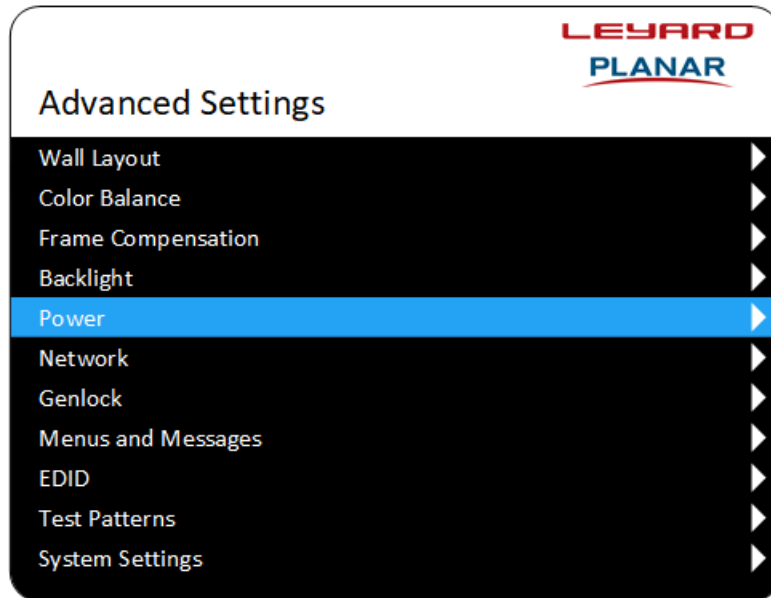 LEYARD
PLANAR
Advanced Settings
Wall Layout
Color Balance
Frame Compensation
Backlight
Power
Network
Genlock
Menus and Messages
EDID
Test Patterns
System Settings